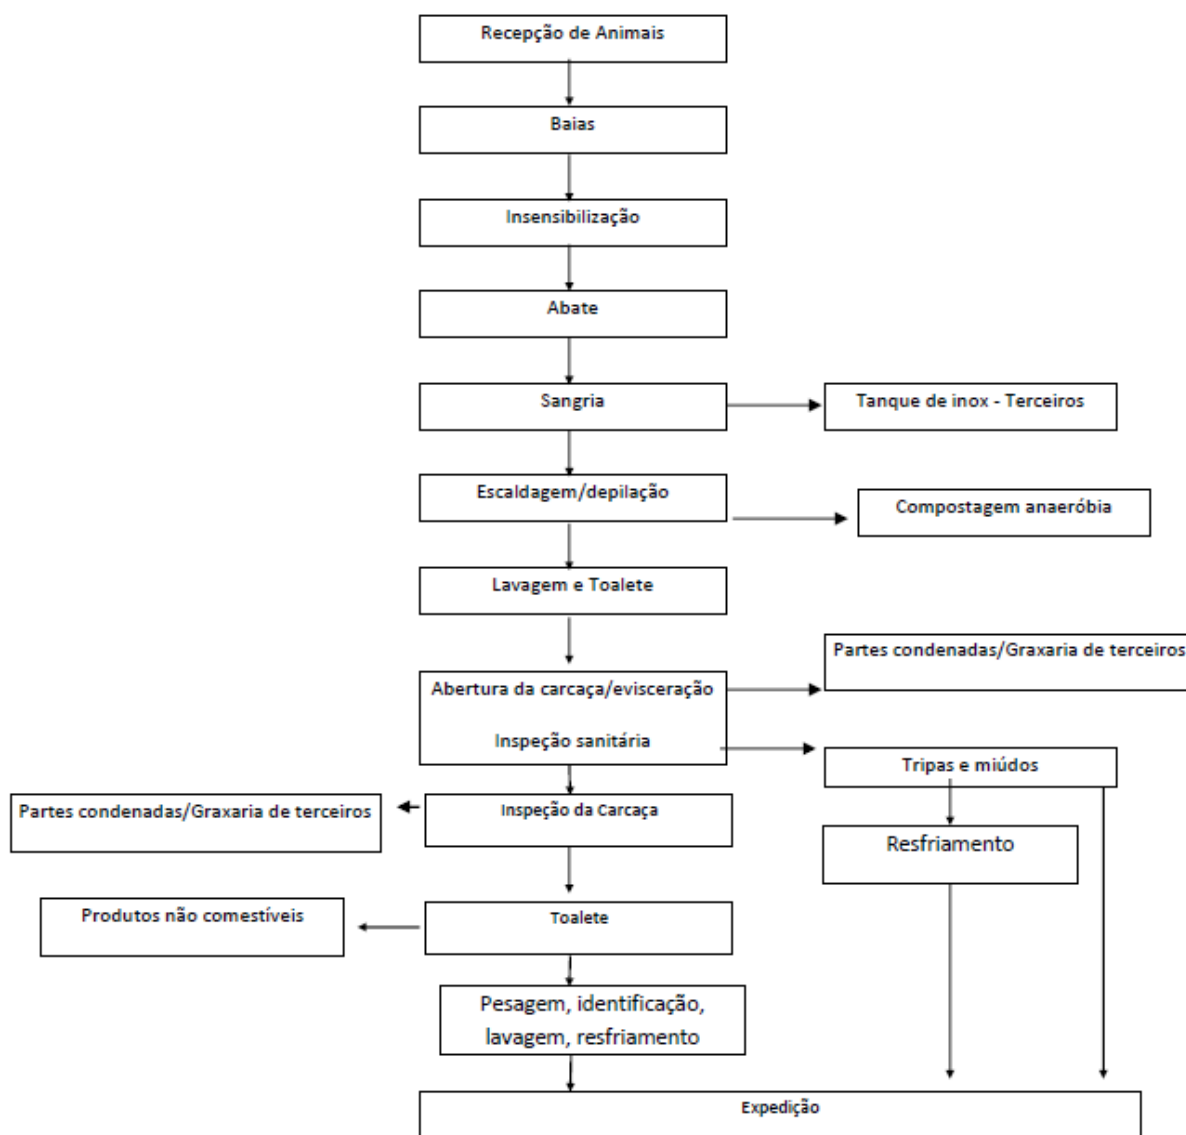 Recepção de Animais
Baias
Insensibilização
Abate
Sangria
Tanque de inox - Terceiros
Escaldagem/depilação
Compostagem anaeróbia
Lavagem e Toalete
Partes condenadas/Graxaria de terceiros
Abertura da carcaça/evisceração
Inspeção sanitária
Tripas e miúdos
Partes condenadas/Graxaria de terceiros
Inspeção da Carcaça
Resfriamento
Produtos não comestíveis
Toalete
Pesagem, identificação,
lavagem, resfriamento
Expedição